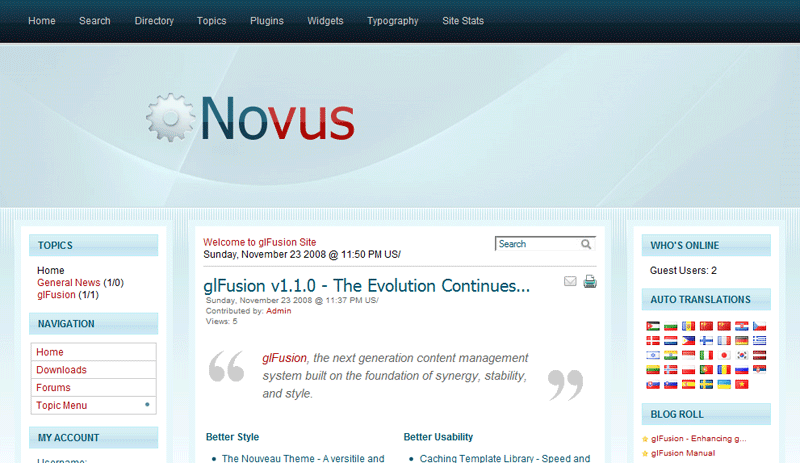 Home Search Directory Topics Plugins Widgets Typography Site Stats
Novus
TOPICS
Home
General News (1/0)
glFusion (1/1)
NAVIGATION
Home
Downloads
Forums
Topic Menu
MY ACCOUNT
Username:
Welcome to glFusion Site
Sunday, November 23 2008 @ 11:50 PM US/
Search
glFusion v1.1.0 - The Evolution Continues...
Sunday, November 23 2008 @ 11:37 PM US/
Contributed by: Admin
Views: 5
“ glFusion, the next generation content management
system built on the foundation of synergy, stability,
and style. ”
Better Style
• The Nouveau Theme - A versitile and
Better Usability
• Caching Template Library - Speed and
WHO'S ONLINE
Guest Users: 2
AUTO TRANSLATIONS
BLOG ROLL
glFusion - Enhancing g...
glFusion Manual